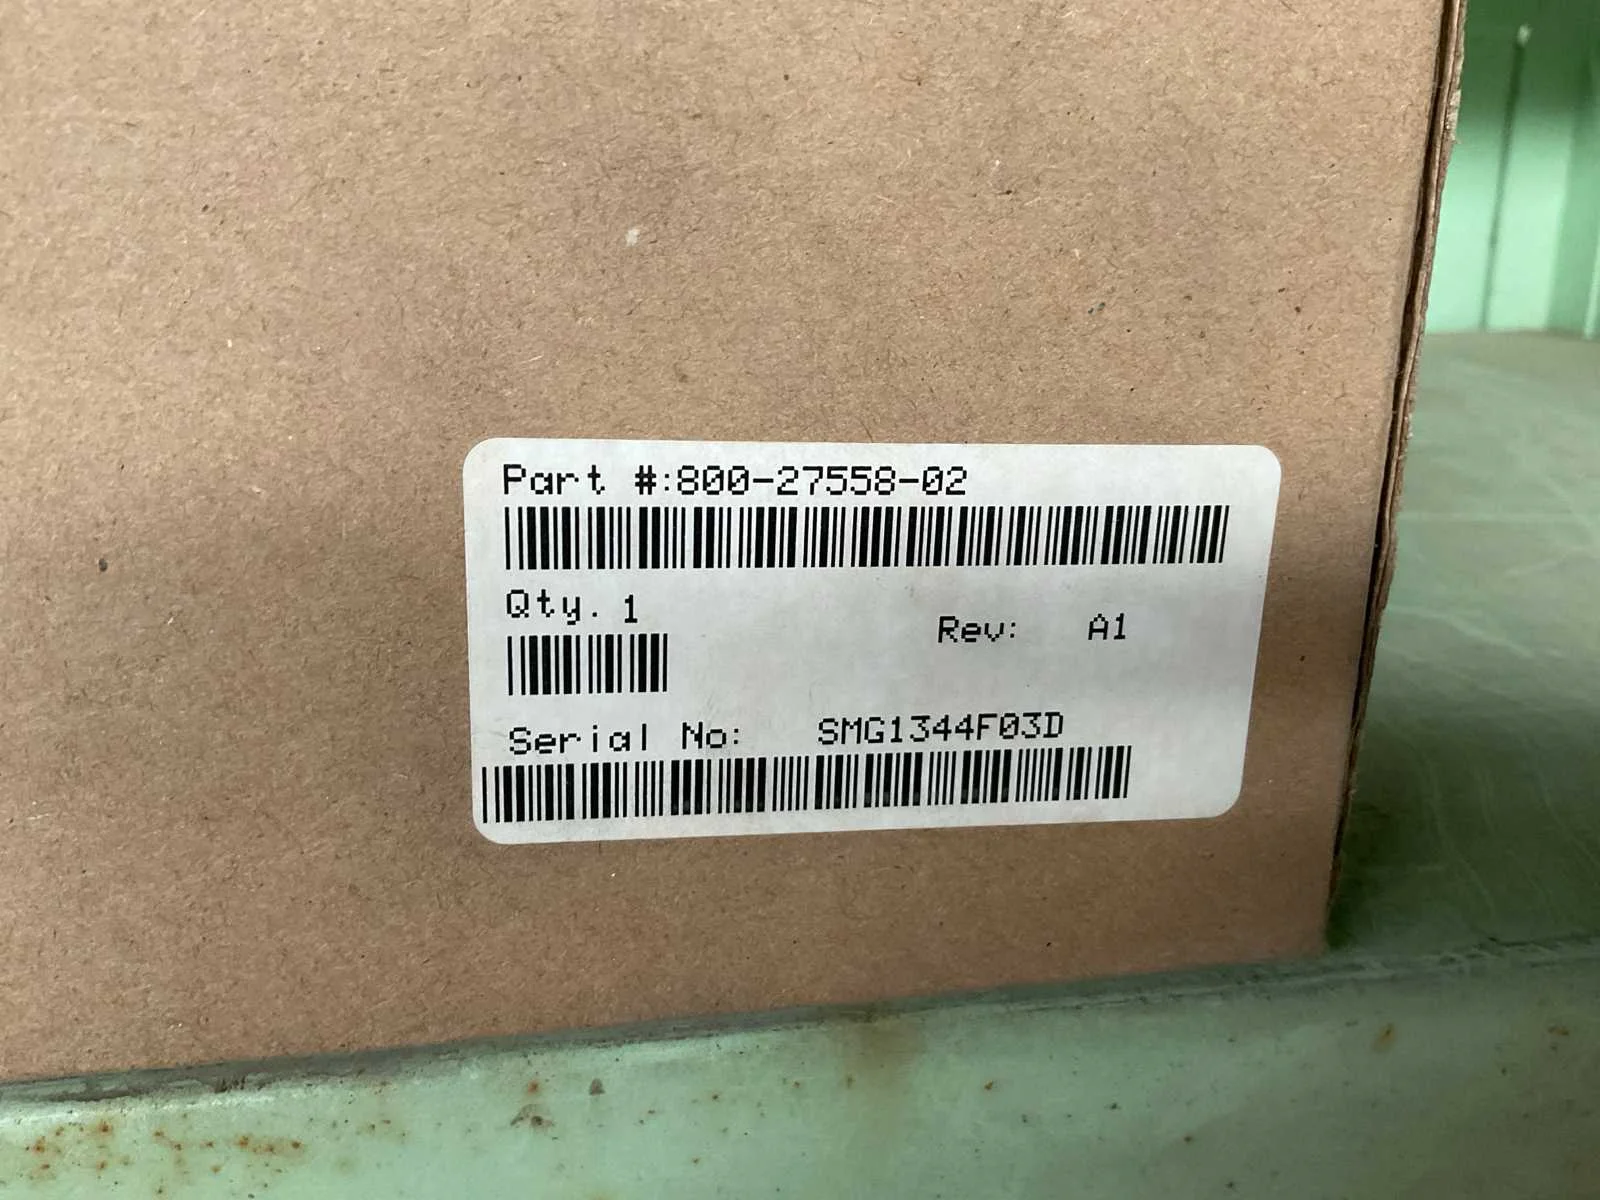 Part #:800-27558-02
Qty. 1
Rev: A1
Serial No: SMG1344F03D